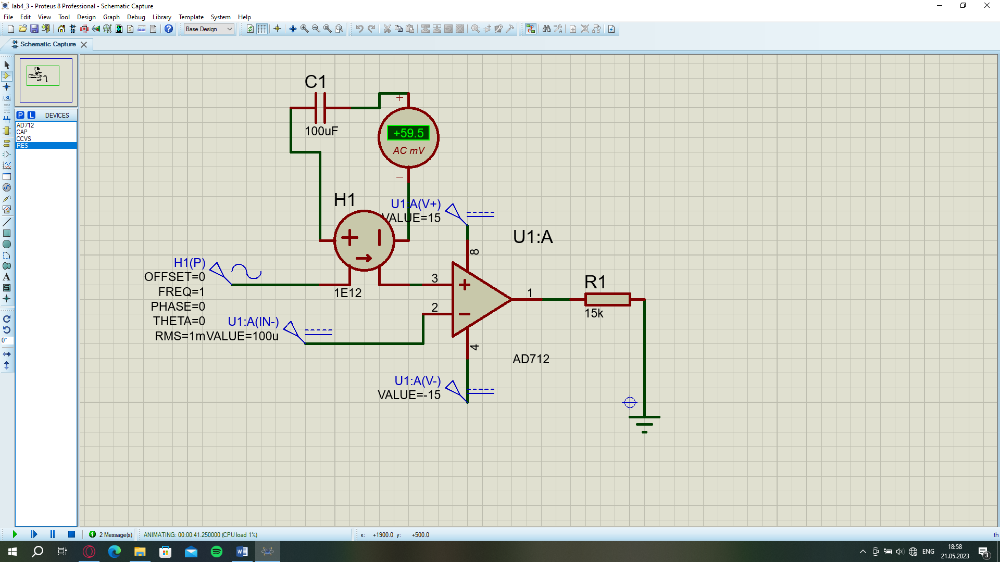 lab4_3 - Proteus 8 Professional - Schematic Capture
File Edit View Tool Design Graph Debug Library Template System Help
Base Design
Schematic Capture
P L DEVICES
AD712
CAP
CCVS
RES
LBL
A
S
0°
C1
100uF
+
+59.5
AC mV
−
H1
1E12
U1:A(V+)
VALUE=15
U1:A
8
H1(P)
OFFSET=0
FREQ=1
PHASE=0
THETA=0
RMS=1m
U1:A(IN-)
VALUE=100u
3
2
1
4
R1
15k
AD712
U1:A(V-)
VALUE=-15
2 Message(s)
ANIMATING: 00:00:41.250000 (CPU load 1%)
x: +1900.0 y: +500.0
th
ENG
18:58
21.05.2023
3